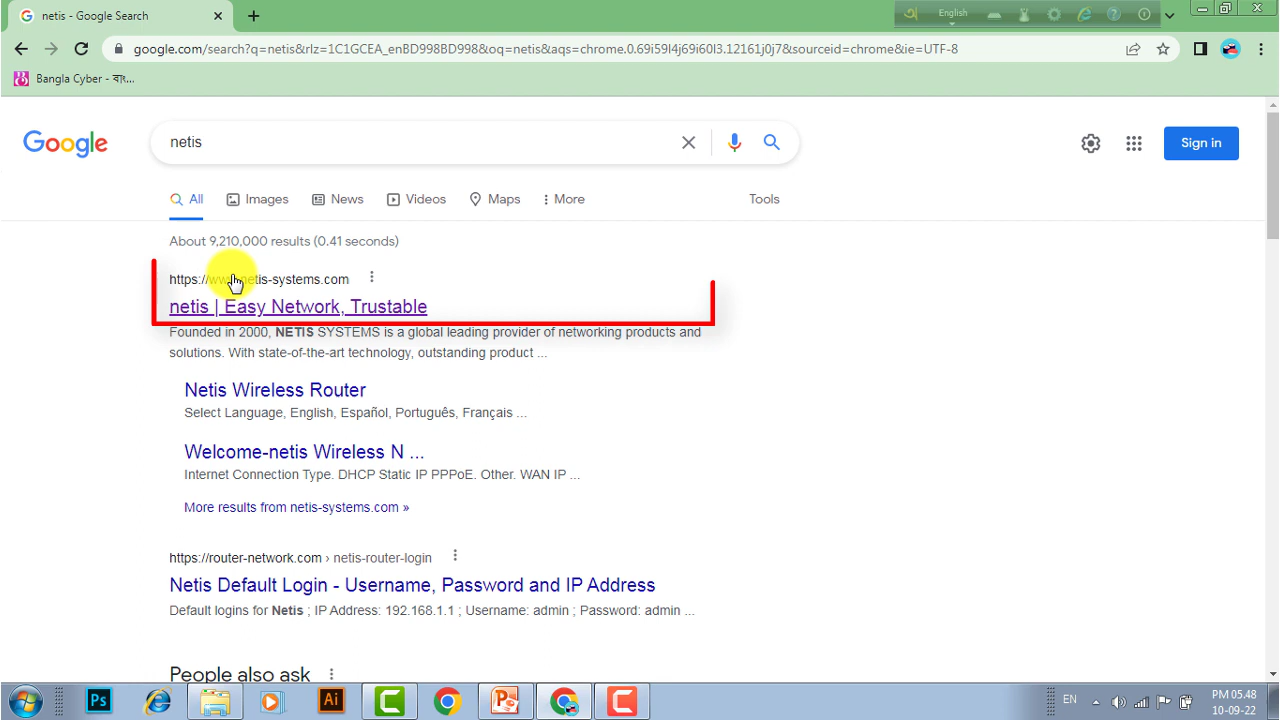 netis - Google Search
English
google.com/search?q=netis&rlz=1C1GCEA_enBD998BD998&oq=netis&aqs=chrome.0.69i59l4j69i60l3.12161j0j7&sourceid=chrome&ie=UTF-8
Bangla Cyber - বাং...
Google
netis
Sign in
All
Images
News
Videos
Maps
More
Tools
About 9,210,000 results (0.41 seconds)
https://www.netis-systems.com
netis | Easy Network, Trustable
Founded in 2000, NETIS SYSTEMS is a global leading provider of networking products and
solutions. With state-of-the-art technology, outstanding product ...
Netis Wireless Router
Select Language, English, Español, Português, Français ...
Welcome-netis Wireless N ...
Internet Connection Type. DHCP Static IP PPPoE. Other. WAN IP ...
More results from netis-systems.com »
https://router-network.com › netis-router-login
Netis Default Login - Username, Password and IP Address
Default logins for Netis ; IP Address: 192.168.1.1 ; Username: admin ; Password: admin ...
People also ask
Ps
Ai
EN
PM 05.48
10-09-22